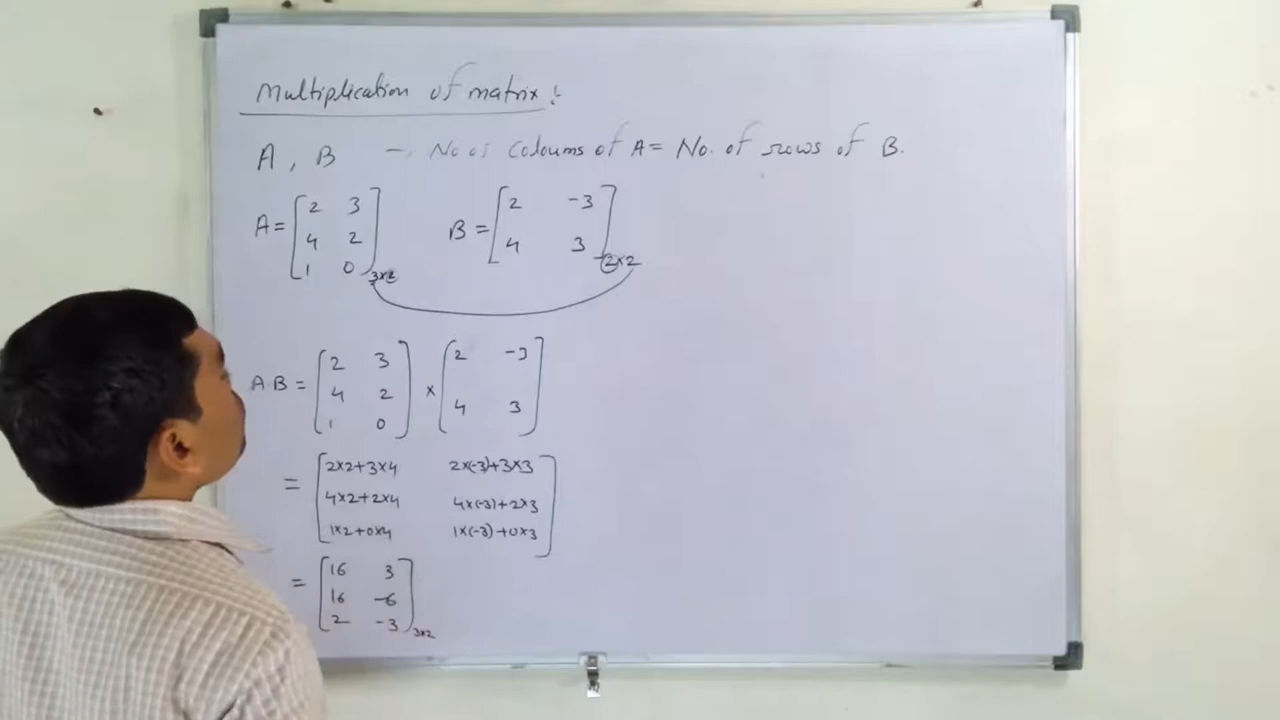 Multiplication of matrix :-
A , B - No of Coloums of A = No. of rows of B.
A = [ 2 3 B = [ 2 -3
4 2 4 3 ] 2×2
1 0 ] 3×2
A·B = [ 2 3 × [ 2 -3
4 2 4 3 ]
1 0 ]
= [ 2×2+3×4 2×(-3)+3×3
4×2+2×4 4×(-3)+2×3
1×2+0×4 1×(-3)+0×3 ]
= [ 16 3
16 -6
2 -3 ] 3×2